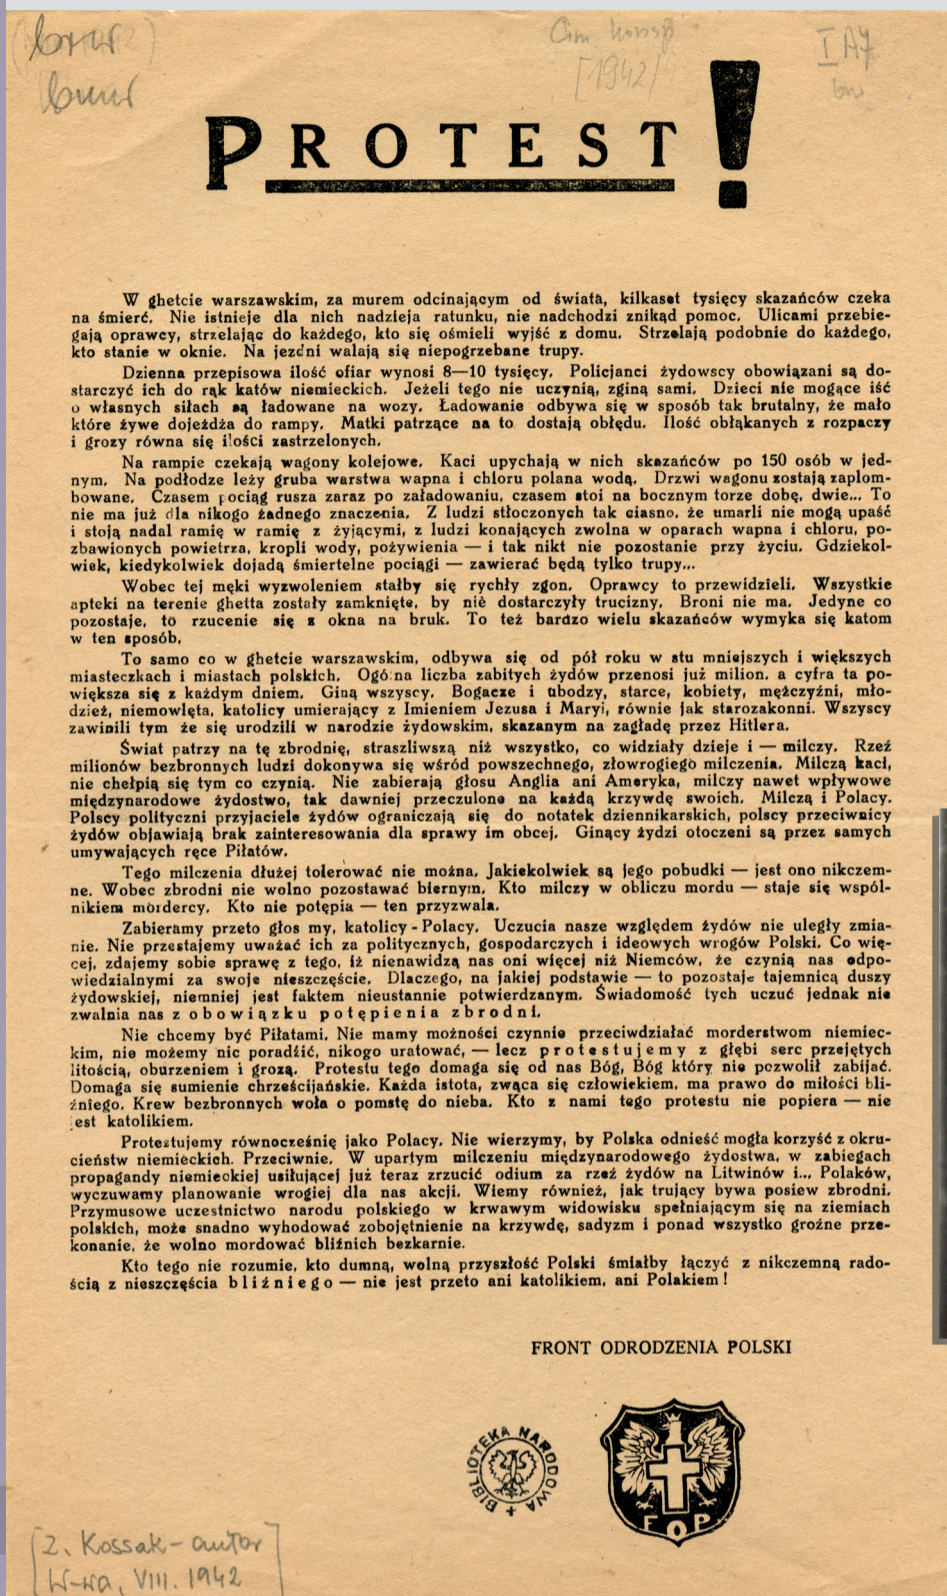 bruw
bruw
Cim konsp
[1942]
I A7
bw
PROTEST!
W ghetcie warszawskim, za murem odcinającym od świata, kilkaset tysięcy skazańców czeka
na śmierć. Nie istnieje dla nich nadzieja ratunku, nie nadchodzi znikąd pomoc. Ulicami przebie-
gają oprawcy, strzelając do każdego, kto się ośmieli wyjść z domu. Strzelają podobnie do każdego,
kto stanie w oknie. Na jezdni walają się niepogrzebane trupy.
Dzienna przepisowa ilość ofiar wynosi 8—10 tysięcy. Policjanci żydowscy obowiązani są do-
starczyć ich do rąk katów niemieckich. Jeżeli tego nie uczynią, zginą sami. Dzieci nie mogące iść
o własnych siłach są ładowane na wozy. Ładowanie odbywa się w sposób tak brutalny, że mało
które żywe dojeżdża do rampy. Matki patrzące na to dostają obłędu. Ilość obłąkanych z rozpaczy
i grozy równa się ilości zastrzelonych.
Na rampie czekają wagony kolejowe. Kaci upychają w nich skazańców po 150 osób w jed-
nym. Na podłodze leży gruba warstwa wapna i chloru polana wodą. Drzwi wagonu zostają zaplom-
bowane. Czasem pociąg rusza zaraz po załadowaniu, czasem stoi na bocznym torze dobę, dwie... To
nie ma już dla nikogo żadnego znaczenia. Z ludzi stłoczonych tak ciasno, że umarli nie mogą upaść
i stoją nadal ramię w ramię z żyjącymi, z ludzi konających zwolna w oparach wapna i chloru, po-
zbawionych powietrza, kropli wody, pożywienia — i tak nikt nie pozostanie przy życiu. Gdziekol-
wiek, kiedykolwiek dojadą śmiertelne pociągi — zawierać będą tylko trupy...
Wobec tej męki wyzwoleniem stałby się rychły zgon. Oprawcy to przewidzieli. Wszystkie
apteki na terenie ghetta zostały zamknięte, by nie dostarczyły trucizny. Broni nie ma. Jedyne co
pozostaje, to rzucenie się z okna na bruk. To też bardzo wielu skazańców wymyka się katom
w ten sposób.
To samo co w ghetcie warszawskim, odbywa się od pół roku w stu mniejszych i większych
miasteczkach i miastach polskich. Ogólna liczba zabitych żydów przenosi już milion, a cyfra ta po-
większa się z każdym dniem. Giną wszyscy. Bogacze i ubodzy, starce, kobiety, mężczyźni, mło-
dzież, niemowlęta, katolicy umierający z Imieniem Jezusa i Maryi, równie jak starozakonni. Wszyscy
zawinili tym że się urodzili w narodzie żydowskim, skazanym na zagładę przez Hitlera.
Świat patrzy na tę zbrodnię, straszliwszą niż wszystko, co widziały dzieje i — milczy. Rzeź
milionów bezbronnych ludzi dokonywa się wśród powszechnego, złowrogiego milczenia. Milczą kaci,
nie chełpią się tym co czynią. Nie zabierają głosu Anglia ani Ameryka, milczy nawet wpływowe
międzynarodowe żydostwo, tak dawniej przeczulone na każdą krzywdę swoich. Milczą i Polacy.
Polscy polityczni przyjaciele żydów ograniczają się do notatek dziennikarskich, polscy przeciwnicy
żydów objawiają brak zainteresowania dla sprawy im obcej. Ginący żydzi otoczeni są przez samych
umywających ręce Piłatów.
Tego milczenia dłużej tolerować nie można. Jakiekolwiek są jego pobudki — jest ono nikczem-
ne. Wobec zbrodni nie wolno pozostawać biernym. Kto milczy w obliczu mordu — staje się wspól-
nikiem mordercy. Kto nie potępia — ten przyzwala.
Zabieramy przeto głos my, katolicy - Polacy. Uczucia nasze względem żydów nie uległy zmia-
nie. Nie przestajemy uważać ich za politycznych, gospodarczych i ideowych wrogów Polski. Co wię-
cej, zdajemy sobie sprawę z tego, iż nienawidzą nas oni więcej niż Niemców, że czynią nas odpo-
wiedzialnymi za swoje nieszczęście. Dlaczego, na jakiej podstawie — to pozostaje tajemnicą duszy
żydowskiej, niemniej jest faktem nieustannie potwierdzanym. Świadomość tych uczuć jednak nie
zwalnia nas z obowiązku potępienia zbrodni.
Nie chcemy być Piłatami. Nie mamy możności czynnie przeciwdziałać morderstwom niemiec-
kim, nie możemy nic poradźić, nikogo uratować, — lecz protestujemy z głębi serc przejętych
litością, oburzeniem i grozą. Protestu tego domaga się od nas Bóg, Bóg który nie pozwolił zabijać.
Domaga się sumienie chrześcijańskie. Każda istota, zwąca się człowiekiem, ma prawo do miłości bli-
źniego. Krew bezbronnych woła o pomstę do nieba. Kto z nami tego protestu nie popiera — nie
jest katolikiem.
Protestujemy równocześnię jako Polacy. Nie wierzymy, by Polska odnieść mogła korzyść z okru-
cieństw niemieckich. Przeciwnie. W upartym milczeniu międzynarodowego żydostwa, w zabiegach
propagandy niemieckiej usiłującej już teraz zrzucić odium za rzeź żydów na Litwinów i... Polaków,
wyczuwamy planowanie wrogiej dla nas akcji. Wiemy również, jak trujący bywa posiew zbrodni.
Przymusowe uczestnictwo narodu polskiego w krwawym widowisku spełniającym się na ziemiach
polskich, może snadno wyhodować zobojętnienie na krzywdę, sadyzm i ponad wszystko groźne prze-
konanie, że wolno mordować bliźnich bezkarnie.
Kto tego nie rozumie, kto dumną, wolną przyszłość Polski śmiałby łączyć z nikczemną rado-
ścią z nieszczęścia bliźniego — nie jest przeto ani katolikiem, ani Polakiem!
FRONT ODRODZENIA POLSKI
BIBLIOTEKA NARODOWA
FOP
[Z. Kossak - autor]
W-wa, VIII. 1942